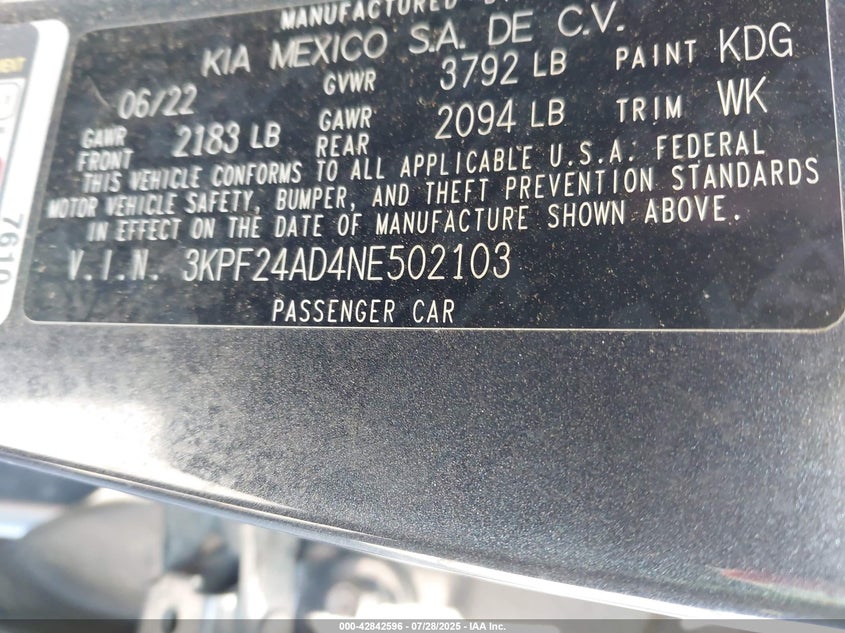 MANUFACTURED BY
KIA MEXICO S.A. DE C.V.
06/22 GVWR 3792 LB PAINT KDG
GAWR FRONT 2183 LB GAWR REAR 2094 LB TRIM WK
THIS VEHICLE CONFORMS TO ALL APPLICABLE U.S.A. FEDERAL
MOTOR VEHICLE SAFETY, BUMPER, AND THEFT PREVENTION STANDARDS
IN EFFECT ON THE DATE OF MANUFACTURE SHOWN ABOVE.
V.I.N. 3KPF24AD4NE502103
PASSENGER CAR
7610
000-42842596 - 07/28/2025 - IAA Inc.